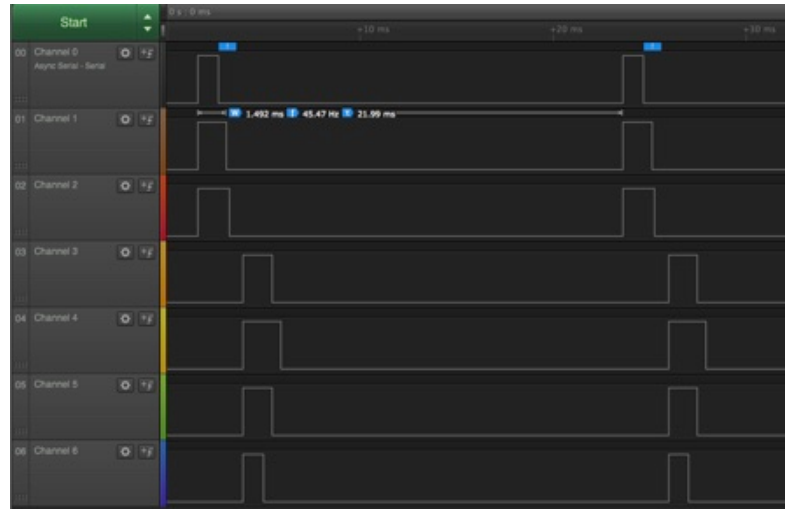 Start
0 s : 0 ms
+10 ms
+20 ms
+30 ms
00 Channel 0
Async Serial - Serial
01 Channel 1
W 1.492 ms f 45.47 Hz T 21.99 ms
02 Channel 2
03 Channel 3
04 Channel 4
05 Channel 5
06 Channel 6